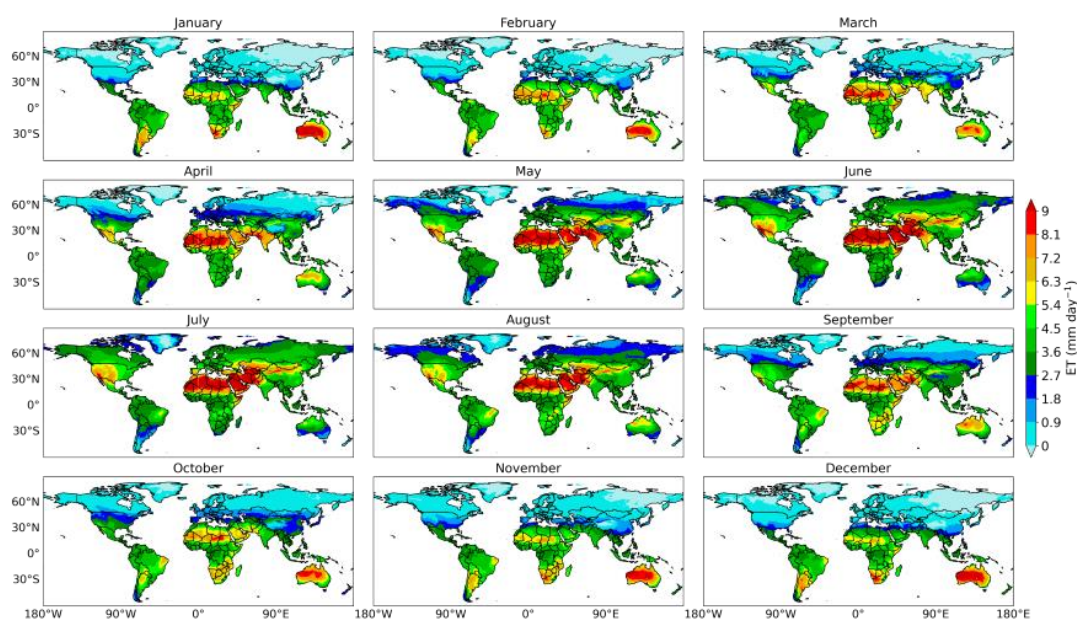 January
February
March
60°N
30°N
0°
30°S
April
May
June
60°N
30°N
0°
30°S
July
August
September
60°N
30°N
0°
30°S
October
November
December
60°N
30°N
0°
30°S
180°W
90°W
0°
90°E
180°W
90°W
0°
90°E
180°W
90°W
0°
90°E
180°E
9
8.1
7.2
6.3
5.4
4.5
3.6
2.7
1.8
0.9
0
ET (mm day⁻¹)